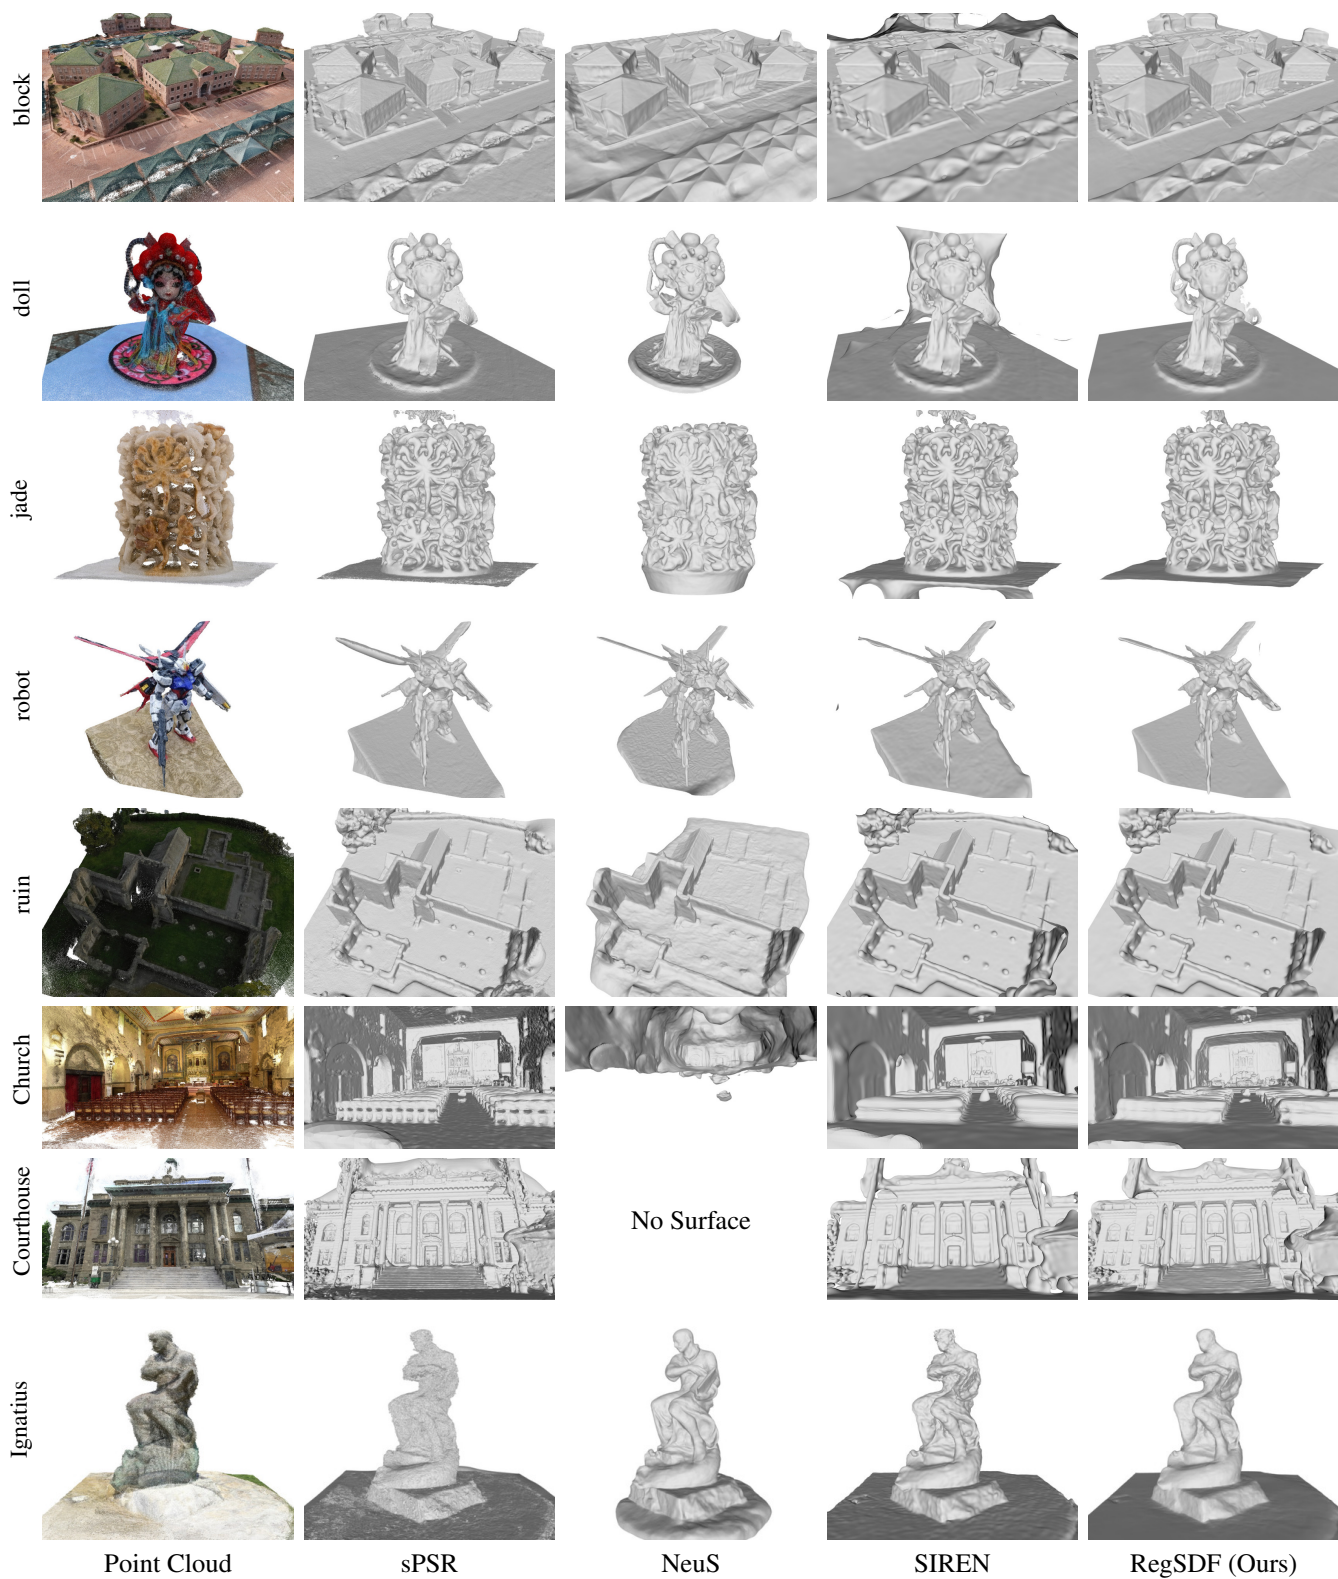 block
doll
jade
robot
ruin
Church
Courthouse
No Surface
Ignatius
Point Cloud
sPSR
NeuS
SIREN
RegSDF (Ours)